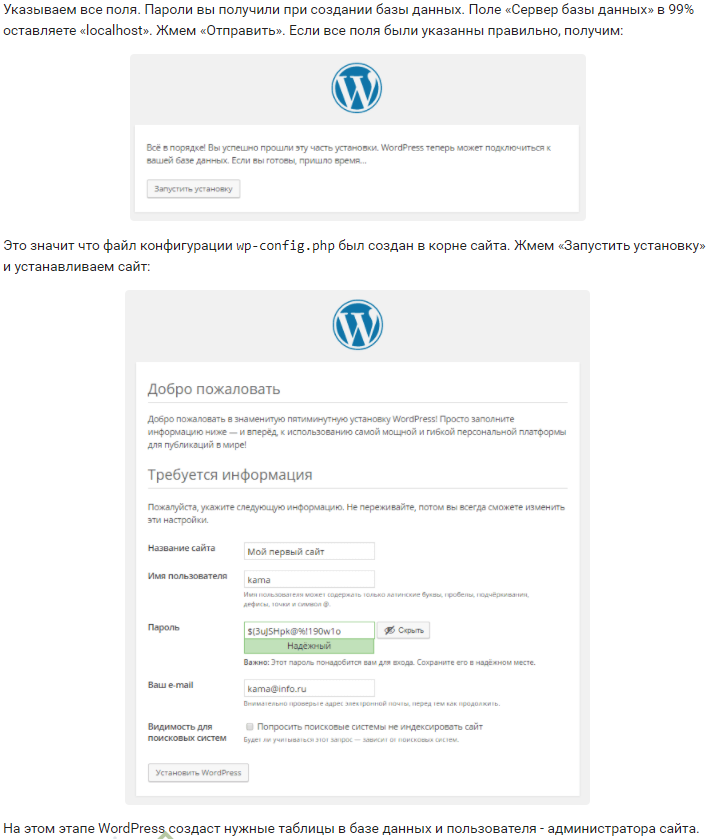 Указываем все поля. Пароли вы получили при создании базы данных. Поле «Сервер базы данных» в 99%
оставляете «localhost». Жмем «Отправить». Если все поля были указанны правильно, получим:
Всё в порядке! Вы успешно прошли эту часть установки. WordPress теперь может подключиться к
вашей базе данных. Если вы готовы, пришло время…
Запустить установку
Это значит что файл конфигурации wp-config.php был создан в корне сайта. Жмем «Запустить установку»
и устанавливаем сайт:
Добро пожаловать
Добро пожаловать в знаменитую пятиминутную установку WordPress! Просто заполните
информацию ниже — и вперёд, к использованию самой мощной и гибкой персональной платформы
для публикаций в мире!
Требуется информация
Пожалуйста, укажите следующую информацию. Не переживайте, потом вы всегда сможете изменить
эти настройки.
Название сайта
Мой первый сайт
Имя пользователя
kama
Имя пользователя может содержать только латинские буквы, пробелы, подчёркивания,
дефисы, точки и символ @.
Пароль
$(3uJSHpk@%!190w1o
Скрыть
Надёжный
Важно: Этот пароль понадобится вам для входа. Сохраните его в надёжном месте.
Ваш e-mail
kama@info.ru
Внимательно проверьте адрес электронной почты, перед тем как продолжить.
Видимость для
поисковых систем
Попросить поисковые системы не индексировать сайт
Будет ли учитываться этот запрос — зависит от поисковых систем.
Установить WordPress
На этом этапе WordPress создаст нужные таблицы в базе данных и пользователя - администратора сайта.